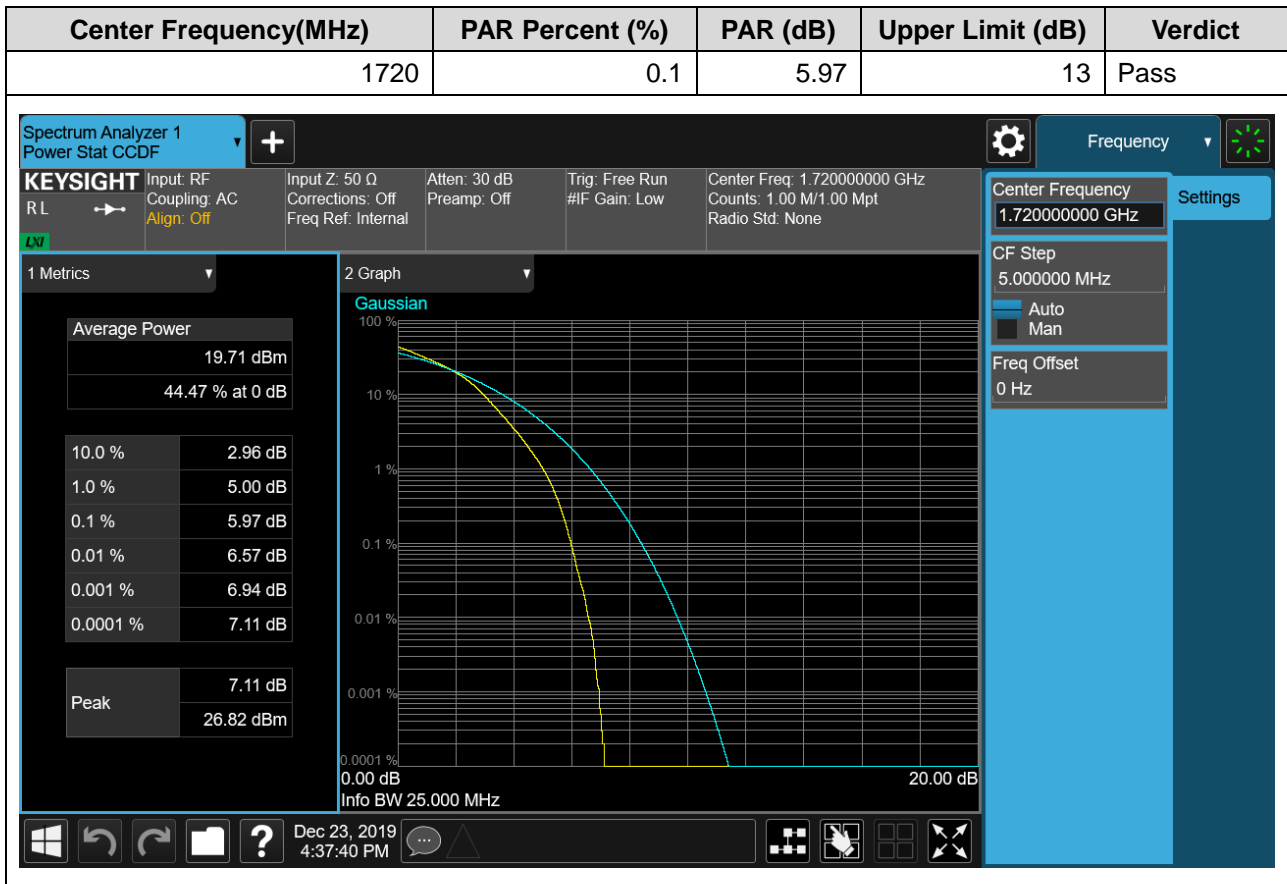 Center Frequency(MHz) PAR Percent (%) PAR (dB) Upper Limit (dB) Verdict
1720 0.1 5.97 13 Pass
Spectrum Analyzer 1
Power Stat CCDF
+
Frequency
KEYSIGHT
R L
LXI
Input: RF
Coupling: AC
Align: Off
Input Z: 50 Ω
Corrections: Off
Freq Ref: Internal
Atten: 30 dB
Preamp: Off
Trig: Free Run
#IF Gain: Low
Center Freq: 1.720000000 GHz
Counts: 1.00 M/1.00 Mpt
Radio Std: None
Center Frequency
1.720000000 GHz
Settings
CF Step
5.000000 MHz
Auto
Man
Freq Offset
0 Hz
1 Metrics
Average Power
19.71 dBm
44.47 % at 0 dB
10.0 % 2.96 dB
1.0 % 5.00 dB
0.1 % 5.97 dB
0.01 % 6.57 dB
0.001 % 6.94 dB
0.0001 % 7.11 dB
Peak
7.11 dB
26.82 dBm
2 Graph
Gaussian
100 %
10 %
1 %
0.1 %
0.01 %
0.001 %
0.0001 %
0.00 dB 20.00 dB
Info BW 25.000 MHz
?
Dec 23, 2019
4:37:40 PM